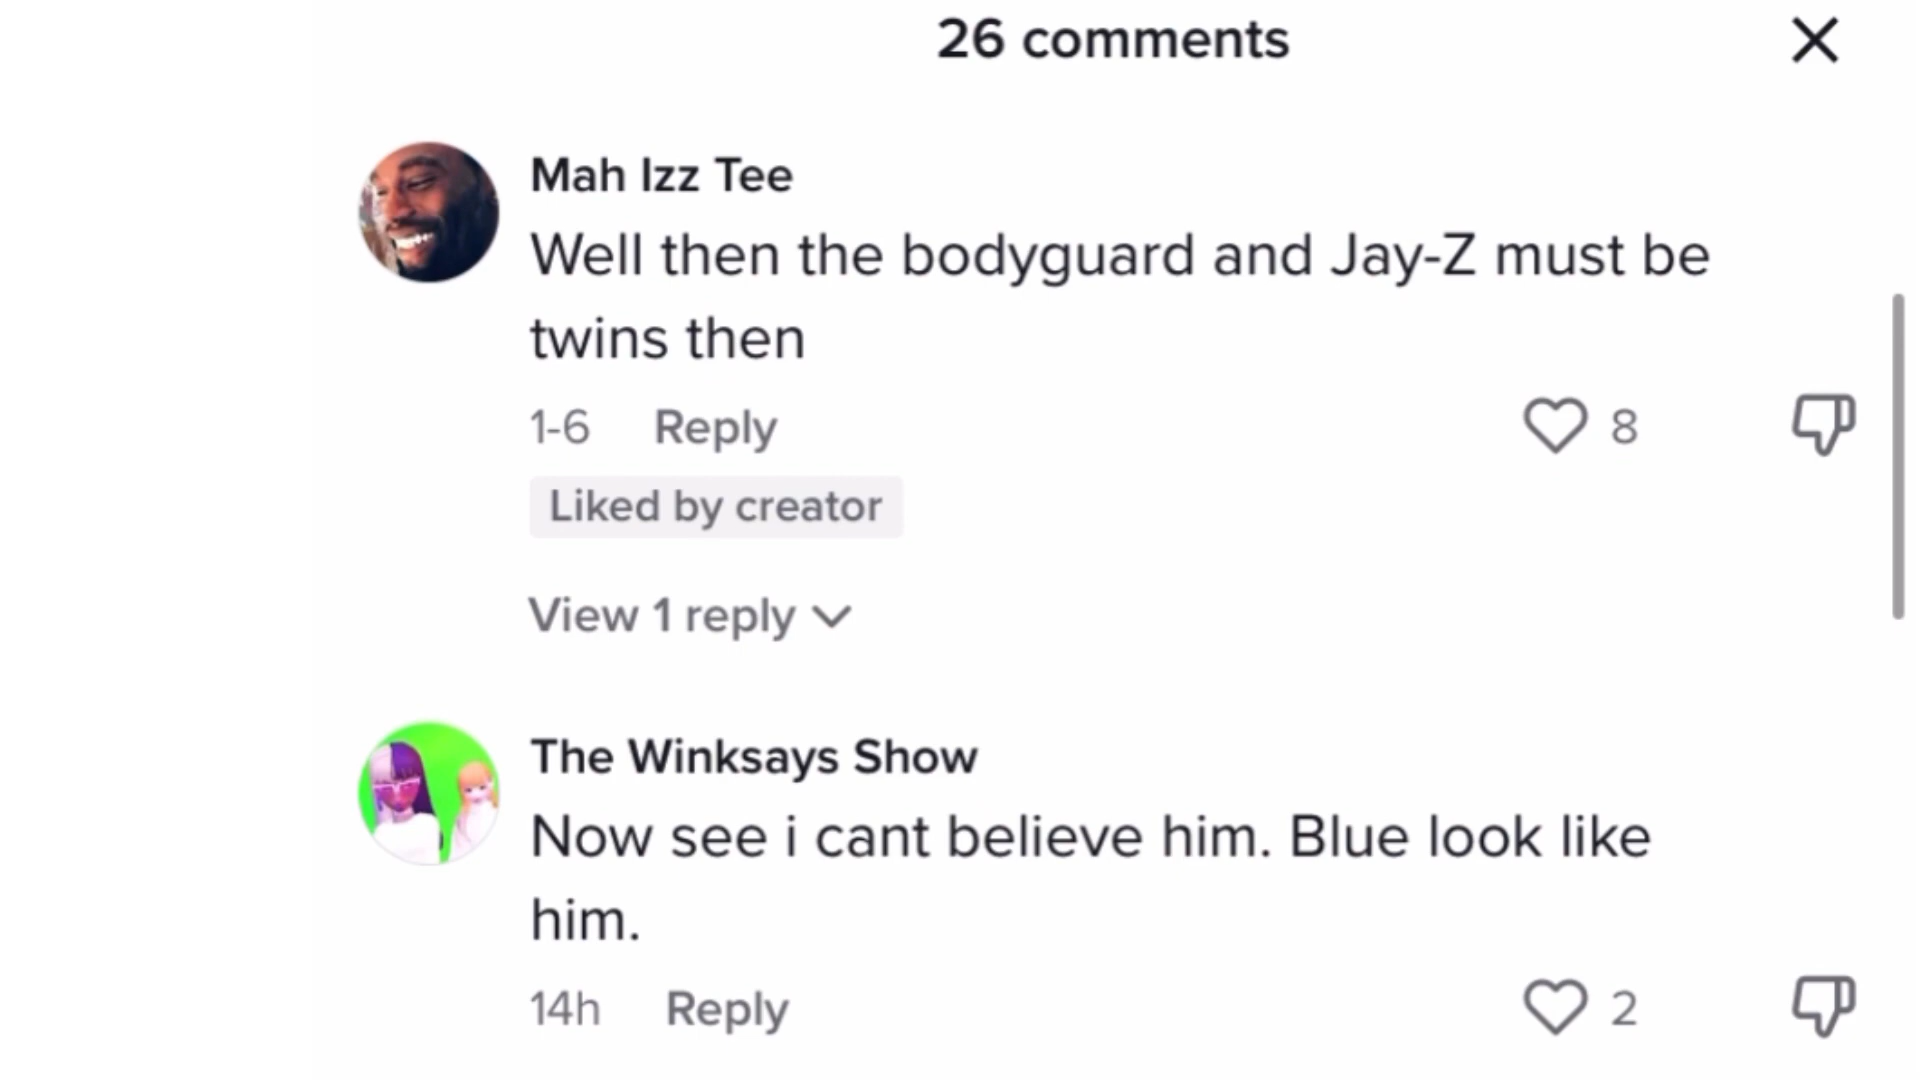 26 comments
Mah Izz Tee
Well then the bodyguard and Jay-Z must be
twins then
1-6 Reply
8
Liked by creator
View 1 reply
The Winksays Show
Now see i cant believe him. Blue look like
him.
14h Reply
2